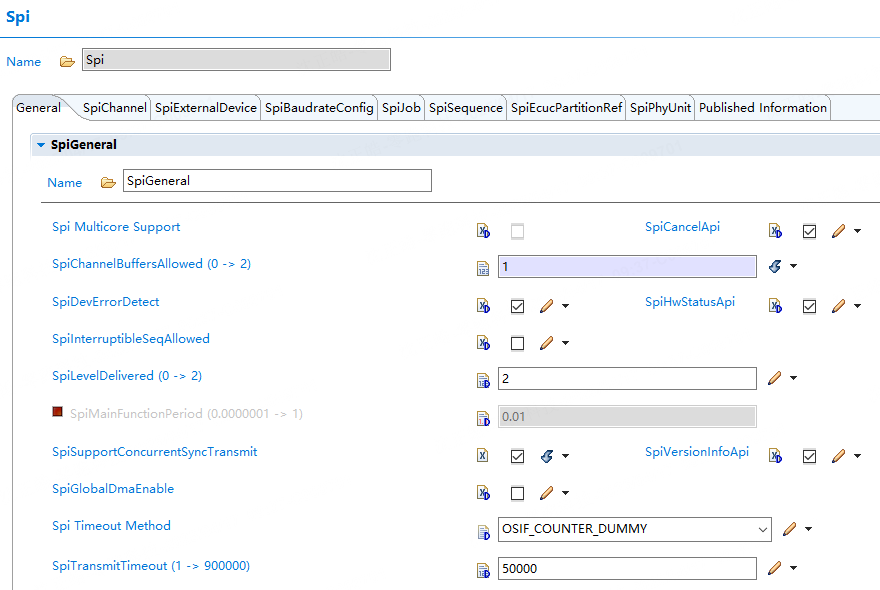 Spi
Name Spi
General SpiChannel SpiExternalDevice SpiBaudrateConfig SpiJob SpiSequence SpiEcucPartitionRef SpiPhyUnit Published Information
SpiGeneral
Name SpiGeneral
Spi Multicore Support SpiCancelApi
SpiChannelBuffersAllowed (0 -> 2) 1
SpiDevErrorDetect SpiHwStatusApi
SpiInterruptibleSeqAllowed
SpiLevelDelivered (0 -> 2) 2
SpiMainFunctionPeriod (0.0000001 -> 1) 0.01
SpiSupportConcurrentSyncTransmit SpiVersionInfoApi
SpiGlobalDmaEnable
Spi Timeout Method OSIF_COUNTER_DUMMY
SpiTransmitTimeout (1 -> 900000) 50000